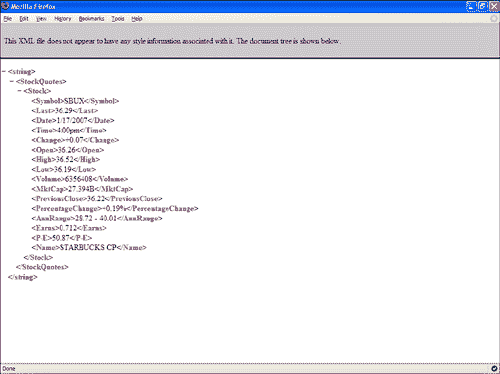 Mozilla Firefox
File Edit View History Bookmarks Tools Help
This XML file does not appear to have any style information associated with it. The document tree is shown below.
− <string>
− <StockQuotes>
− <Stock>
<Symbol>SBUX</Symbol>
<Last>36.29</Last>
<Date>1/17/2007</Date>
<Time>4:00pm</Time>
<Change>+0.07</Change>
<Open>36.26</Open>
<High>36.52</High>
<Low>36.19</Low>
<Volume>6356408</Volume>
<MktCap>27.394B</MktCap>
<PreviousClose>36.22</PreviousClose>
<PercentageChange>+0.19%</PercentageChange>
<AnnRange>28.72 - 40.01</AnnRange>
<Earns>0.712</Earns>
<P-E>50.87</P-E>
<Name>STARBUCKS CP</Name>
</Stock>
</StockQuotes>
</string>
Done